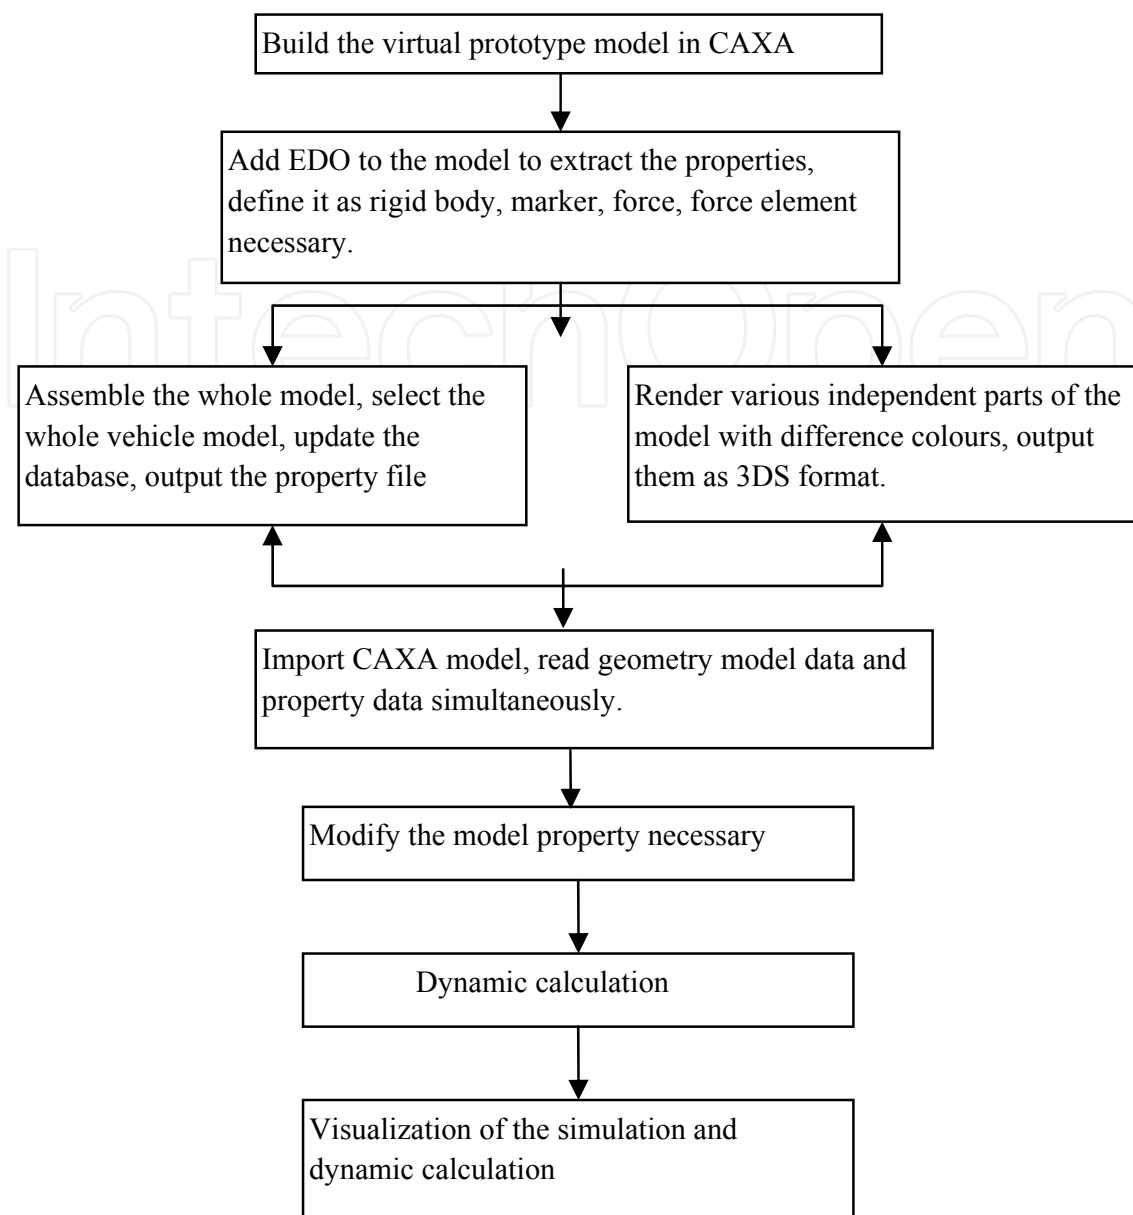 Build the virtual prototype model in CAXA
Add EDO to the model to extract the properties,
define it as rigid body, marker, force, force element
necessary.
IntechOpen
Assemble the whole model, select the
whole vehicle model, update the
database, output the property file
Render various independent parts of the
model with difference colours, output
them as 3DS format.
Import CAXA model, read geometry model data and
property data simultaneously.
Modify the model property necessary
Dynamic calculation
Visualization of the simulation and
dynamic calculation